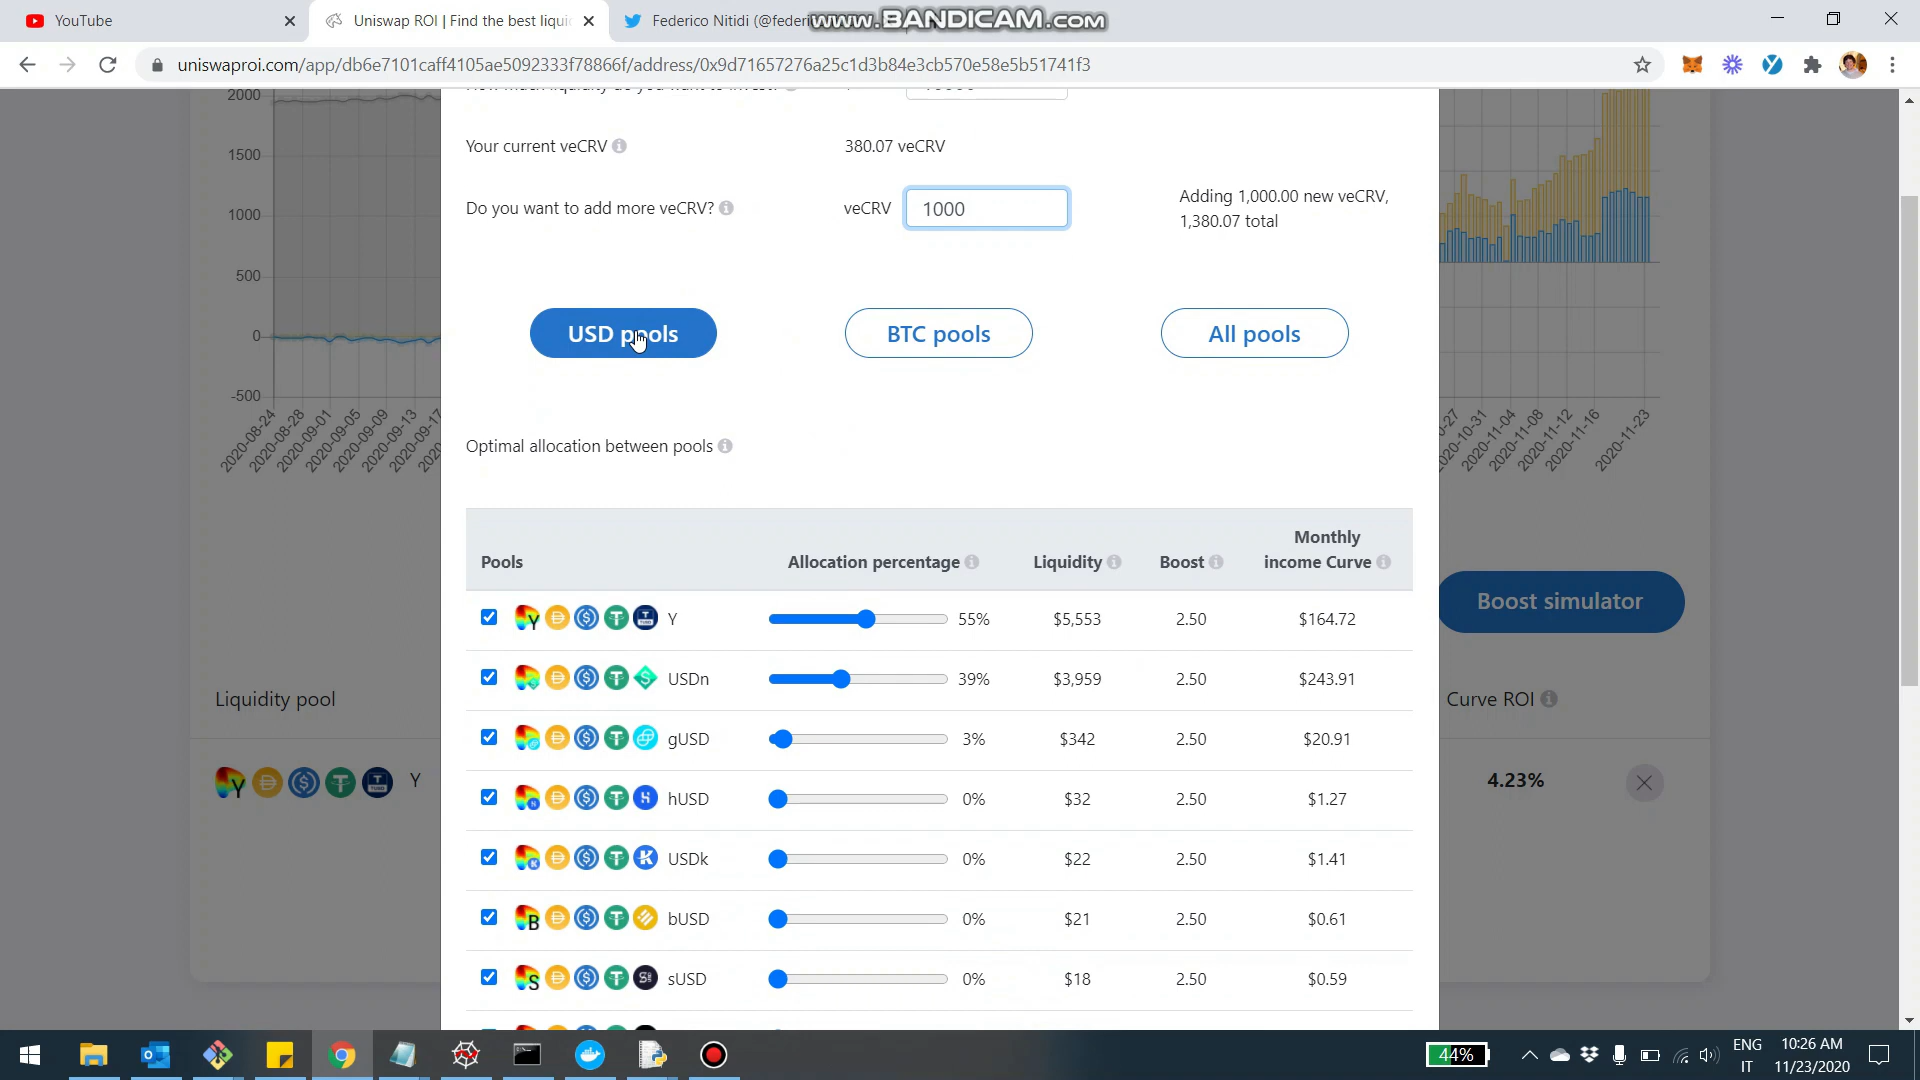 YouTube
Uniswap ROI | Find the best liqui
Federico Nitidi (@federi
www.BANDICAM.com
uniswaproi.com/app/db6e7101caff4105ae5092333f78866f/address/0x9d71657276a25c1d3b84e3cb570e58e5b51741f3
2000
1500
1000
500
0
-500
2020-08-24
2020-08-28
2020-09-01
2020-09-05
2020-09-09
2020-09-13
2020-09-17
Your current veCRV
380.07 veCRV
Do you want to add more veCRV?
veCRV
1000
Adding 1,000.00 new veCRV,
1,380.07 total
USD pools
BTC pools
All pools
Optimal allocation between pools
Pools
Allocation percentage
Liquidity
Boost
Monthly
income Curve
Y 55% $5,553 2.50 $164.72
USDn 39% $3,959 2.50 $243.91
gUSD 3% $342 2.50 $20.91
hUSD 0% $32 2.50 $1.27
USDk 0% $22 2.50 $1.41
bUSD 0% $21 2.50 $0.61
sUSD 0% $18 2.50 $0.59
10-27
2020-10-31
2020-11-04
2020-11-08
2020-11-12
2020-11-16
2020-11-23
Boost simulator
Liquidity pool
Curve ROI
Y
4.23%
44%
ENG
IT
10:26 AM
11/23/2020